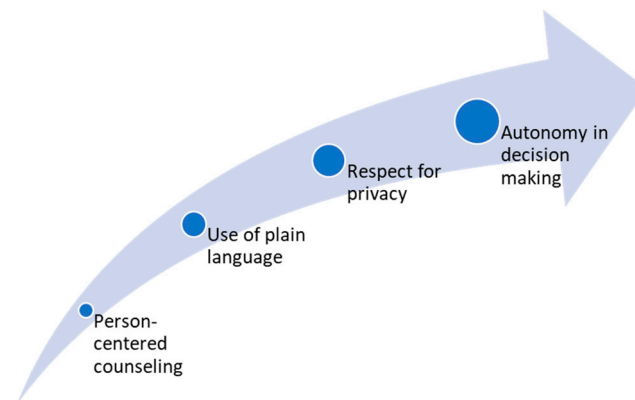 Autonomy in
decision
making
Respect for
privacy
Use of plain
language
Person-
centered
counseling